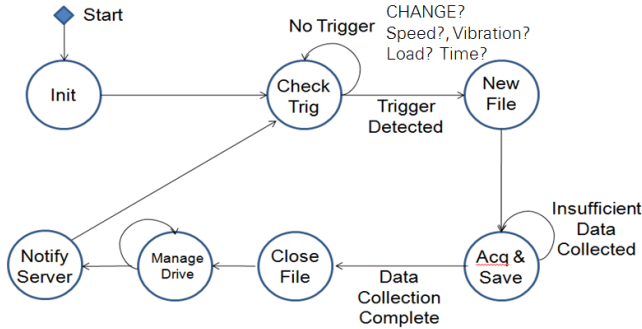 Start
CHANGE?
Speed?, Vibration?
Load? Time?
No Trigger
Init
Check
Trig
Trigger
Detected
New
File
Insufficient
Data
Collected
Acq &
Save
Data
Collection
Complete
Close
File
Manage
Drive
Notify
Server